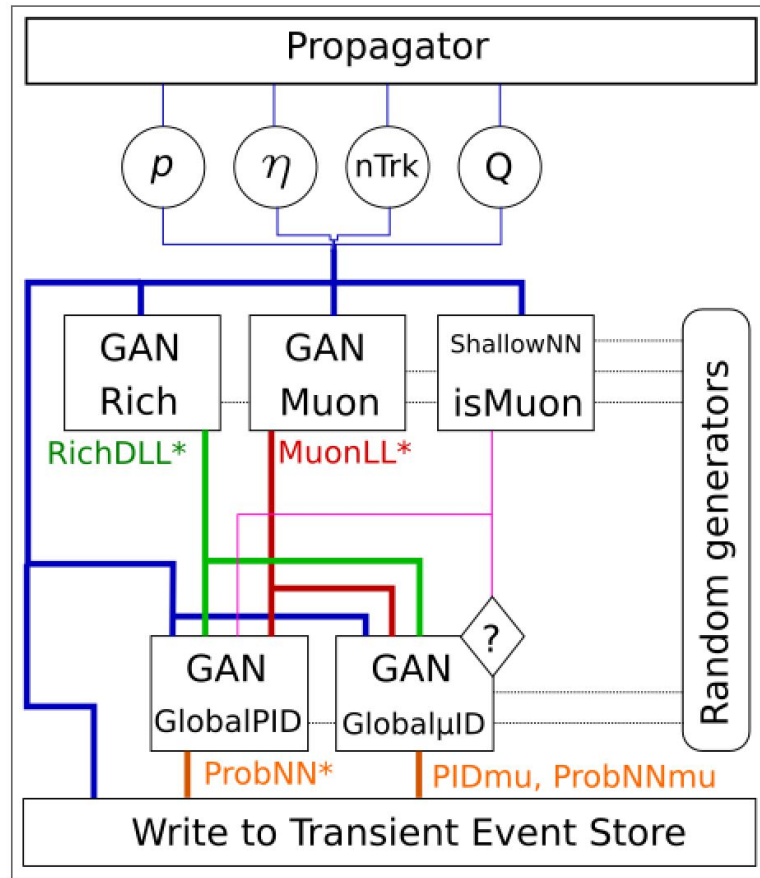 Propagator
p
η
nTrk
Q
GAN
Rich
GAN
Muon
ShallowNN
isMuon
RichDLL*
MuonLL*
Random generators
?
GAN
GlobalPID
GAN
GlobalμID
ProbNN*
PIDmu, ProbNNmu
Write to Transient Event Store